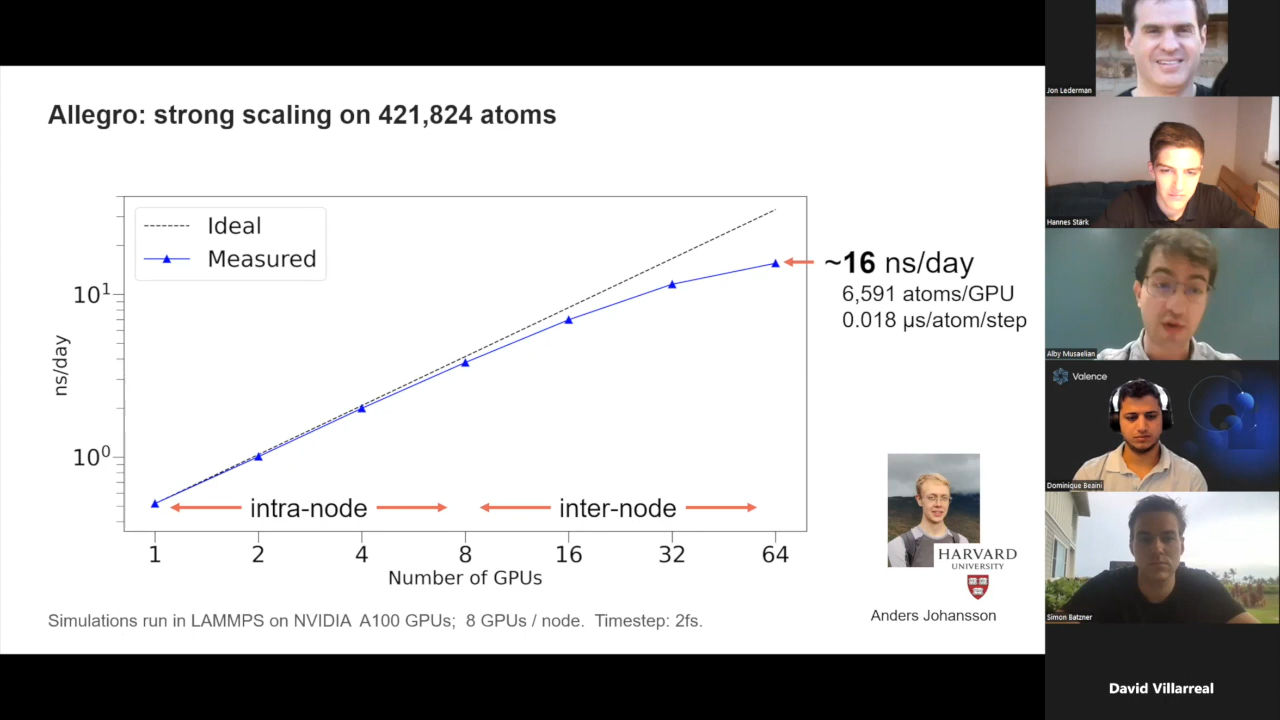 Allegro: strong scaling on 421,824 atoms
Ideal
Measured
10¹
10⁰
ns/day
intra-node
inter-node
1 2 4 8 16 32 64
Number of GPUs
~16 ns/day
6,591 atoms/GPU
0.018 µs/atom/step
HARVARD
UNIVERSITY
Anders Johansson
Simulations run in LAMMPS on NVIDIA A100 GPUs; 8 GPUs / node. Timestep: 2fs.
Jon Lederman
Hannes Stärk
Alby Musaelian
Valence
Dominique Beaini
Simon Batzner
David Villarreal